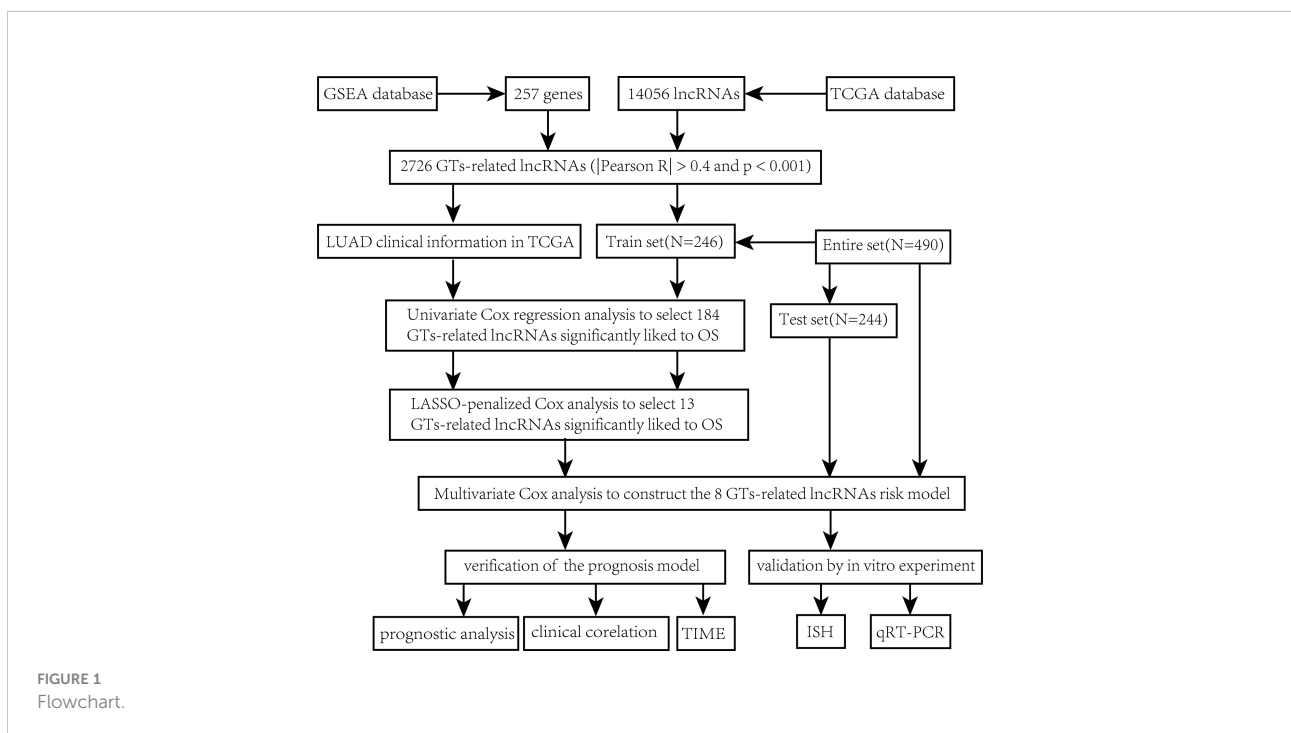 GSEA database
257 genes
14056 lncRNAs
TCGA database
2726 GTs-related lncRNAs (|Pearson R| > 0.4 and p < 0.001)
LUAD clinical information in TCGA
Train set(N=246)
Entire set(N=490)
Univariate Cox regression analysis to select 184
GTs-related lncRNAs significantly liked to OS
Test set(N=244)
LASSO-penalized Cox analysis to select 13
GTs-related lncRNAs significantly liked to OS
Multivariate Cox analysis to construct the 8 GTs-related lncRNAs risk model
verification of the prognosis model
validation by in vitro experiment
prognostic analysis
clinical corelation
TIME
ISH
qRT-PCR
FIGURE 1
Flowchart.